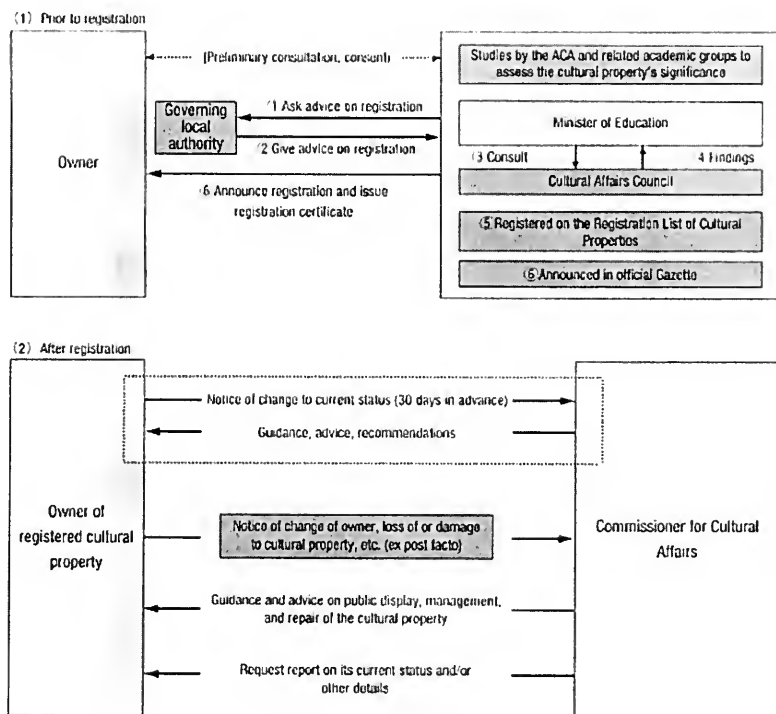 (1) Prior to registration
[Preliminary consultation, consent]
Studies by the ACA and related academic groups to
assess the cultural property's significance
Governing
local
authority
(1 Ask advice on registration
(2 Give advice on registration
Minister of Education
(3 Consult
4 Findings
Owner
Cultural Affairs Council
(6 Announce registration and issue
registration certificate
(5) Registered on the Registration List of Cultural
Properties
(6) Announced in official Gazette
(2) After registration
Notice of change to current status (30 days in advance)
Guidance, advice, recommendations
Owner of
registered cultural
property
Notice of change of owner, loss of or damage
to cultural property, etc. (ex post facto)
Commissioner for Cultural
Affairs
Guidance and advice on public display, management,
and repair of the cultural property
Request report on its current status and/or
other details